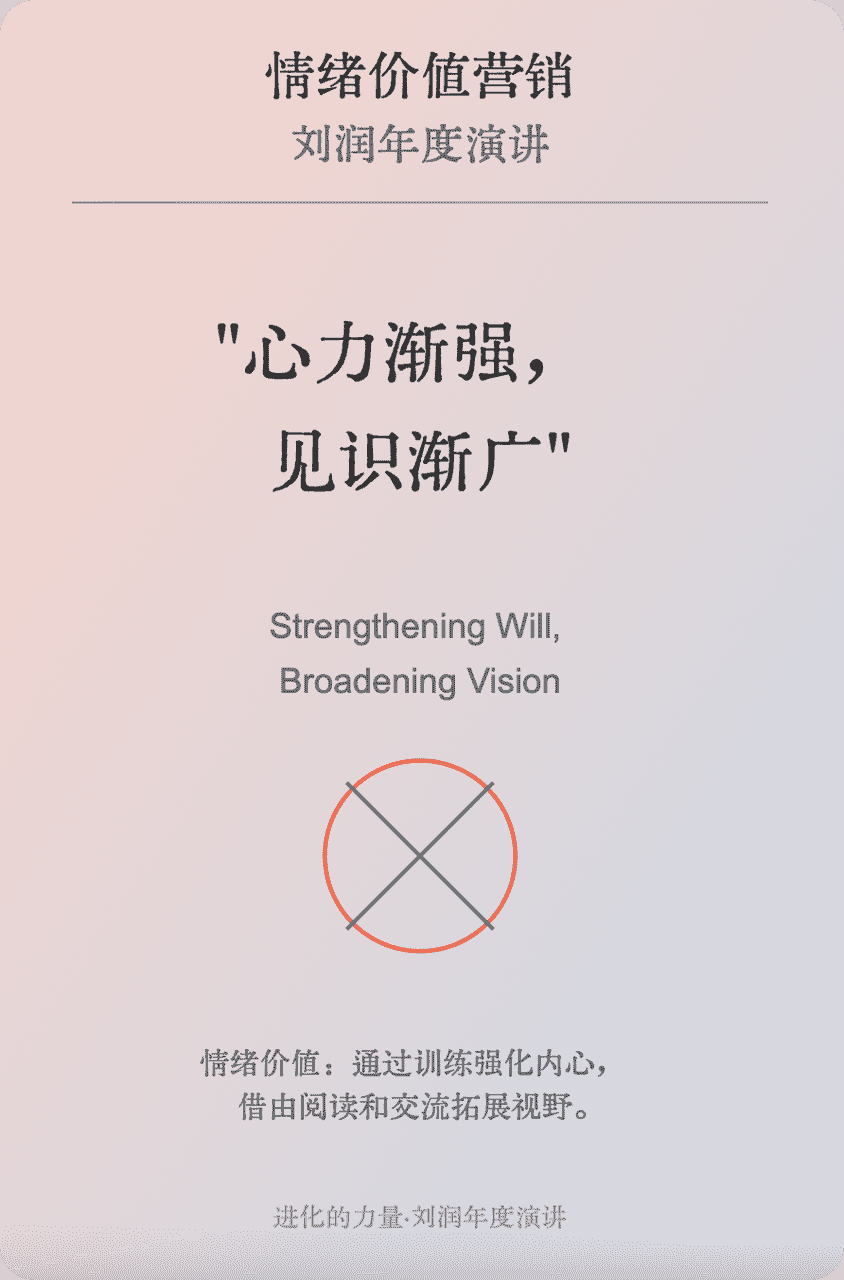 情绪价值营销
刘润年度演讲
"心力渐强，
见识渐广"
Strengthening Will,
Broadening Vision
情绪价值：通过训练强化内心，
借由阅读和交流拓展视野。
进化的力量·刘润年度演讲